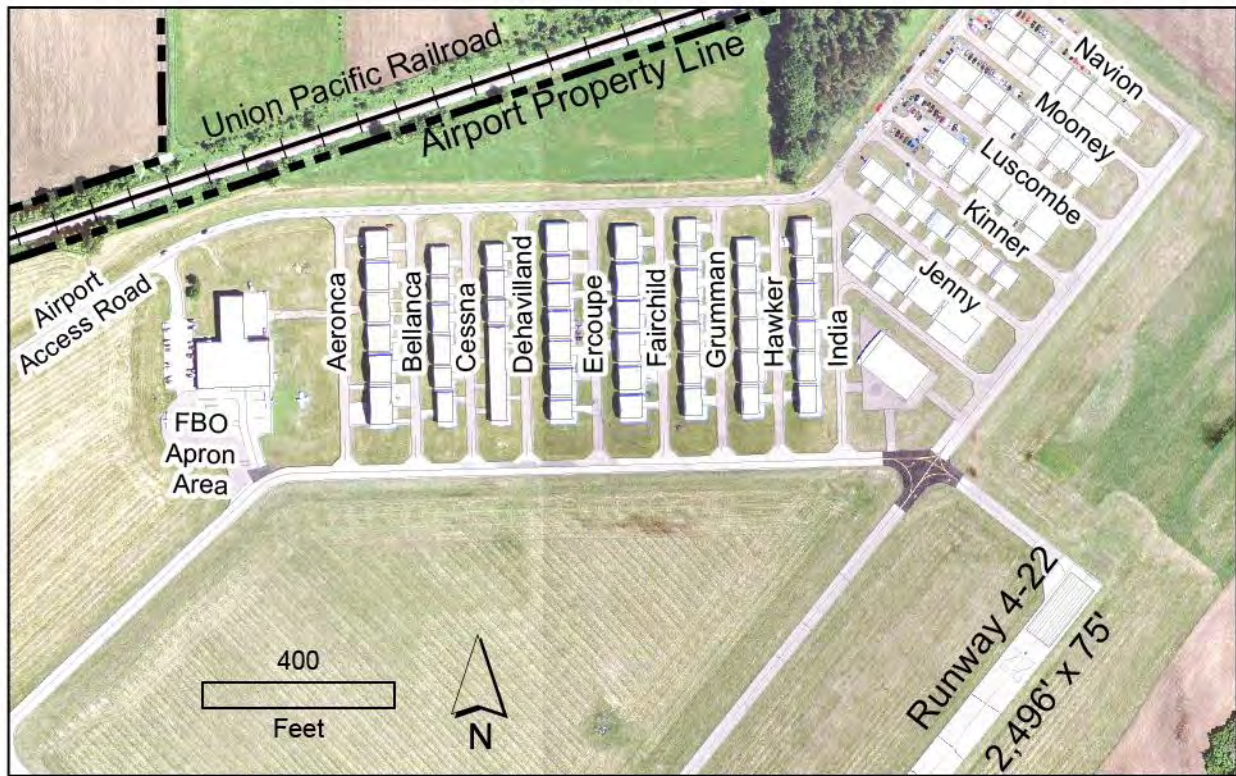 Union Pacific Railroad
Airport Property Line
Navion
Mooney
Luscombe
Kinner
Jenny
Airport
Access Road
Aeronca
Bellanca
Cessna
Dehavilland
Ercoupe
Fairchild
Grumman
Hawker
India
FBO
Apron
Area
400
Feet
N
Runway 4-22
2,496' x 75'